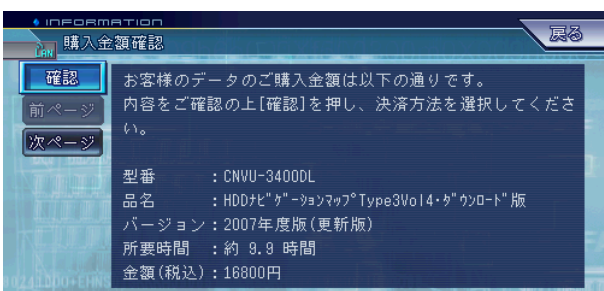 INFORMATION
LAN 購入金額確認
戻る
確認
前ページ
次ページ
お客様のデータのご購入金額は以下の通りです。
内容をご確認の上[確認]を押し、決済方法を選択してくださ
い。
型番 :CNVU-3400DL
品名 :HDDﾅﾋﾞｹﾞｰｼｮﾝﾏｯﾌﾟType3Vol4・ﾀﾞｳﾝﾛｰﾄﾞ版
バージョン:2007年度版(更新版)
所要時間 :約 9.9 時間
金額(税込):16800円